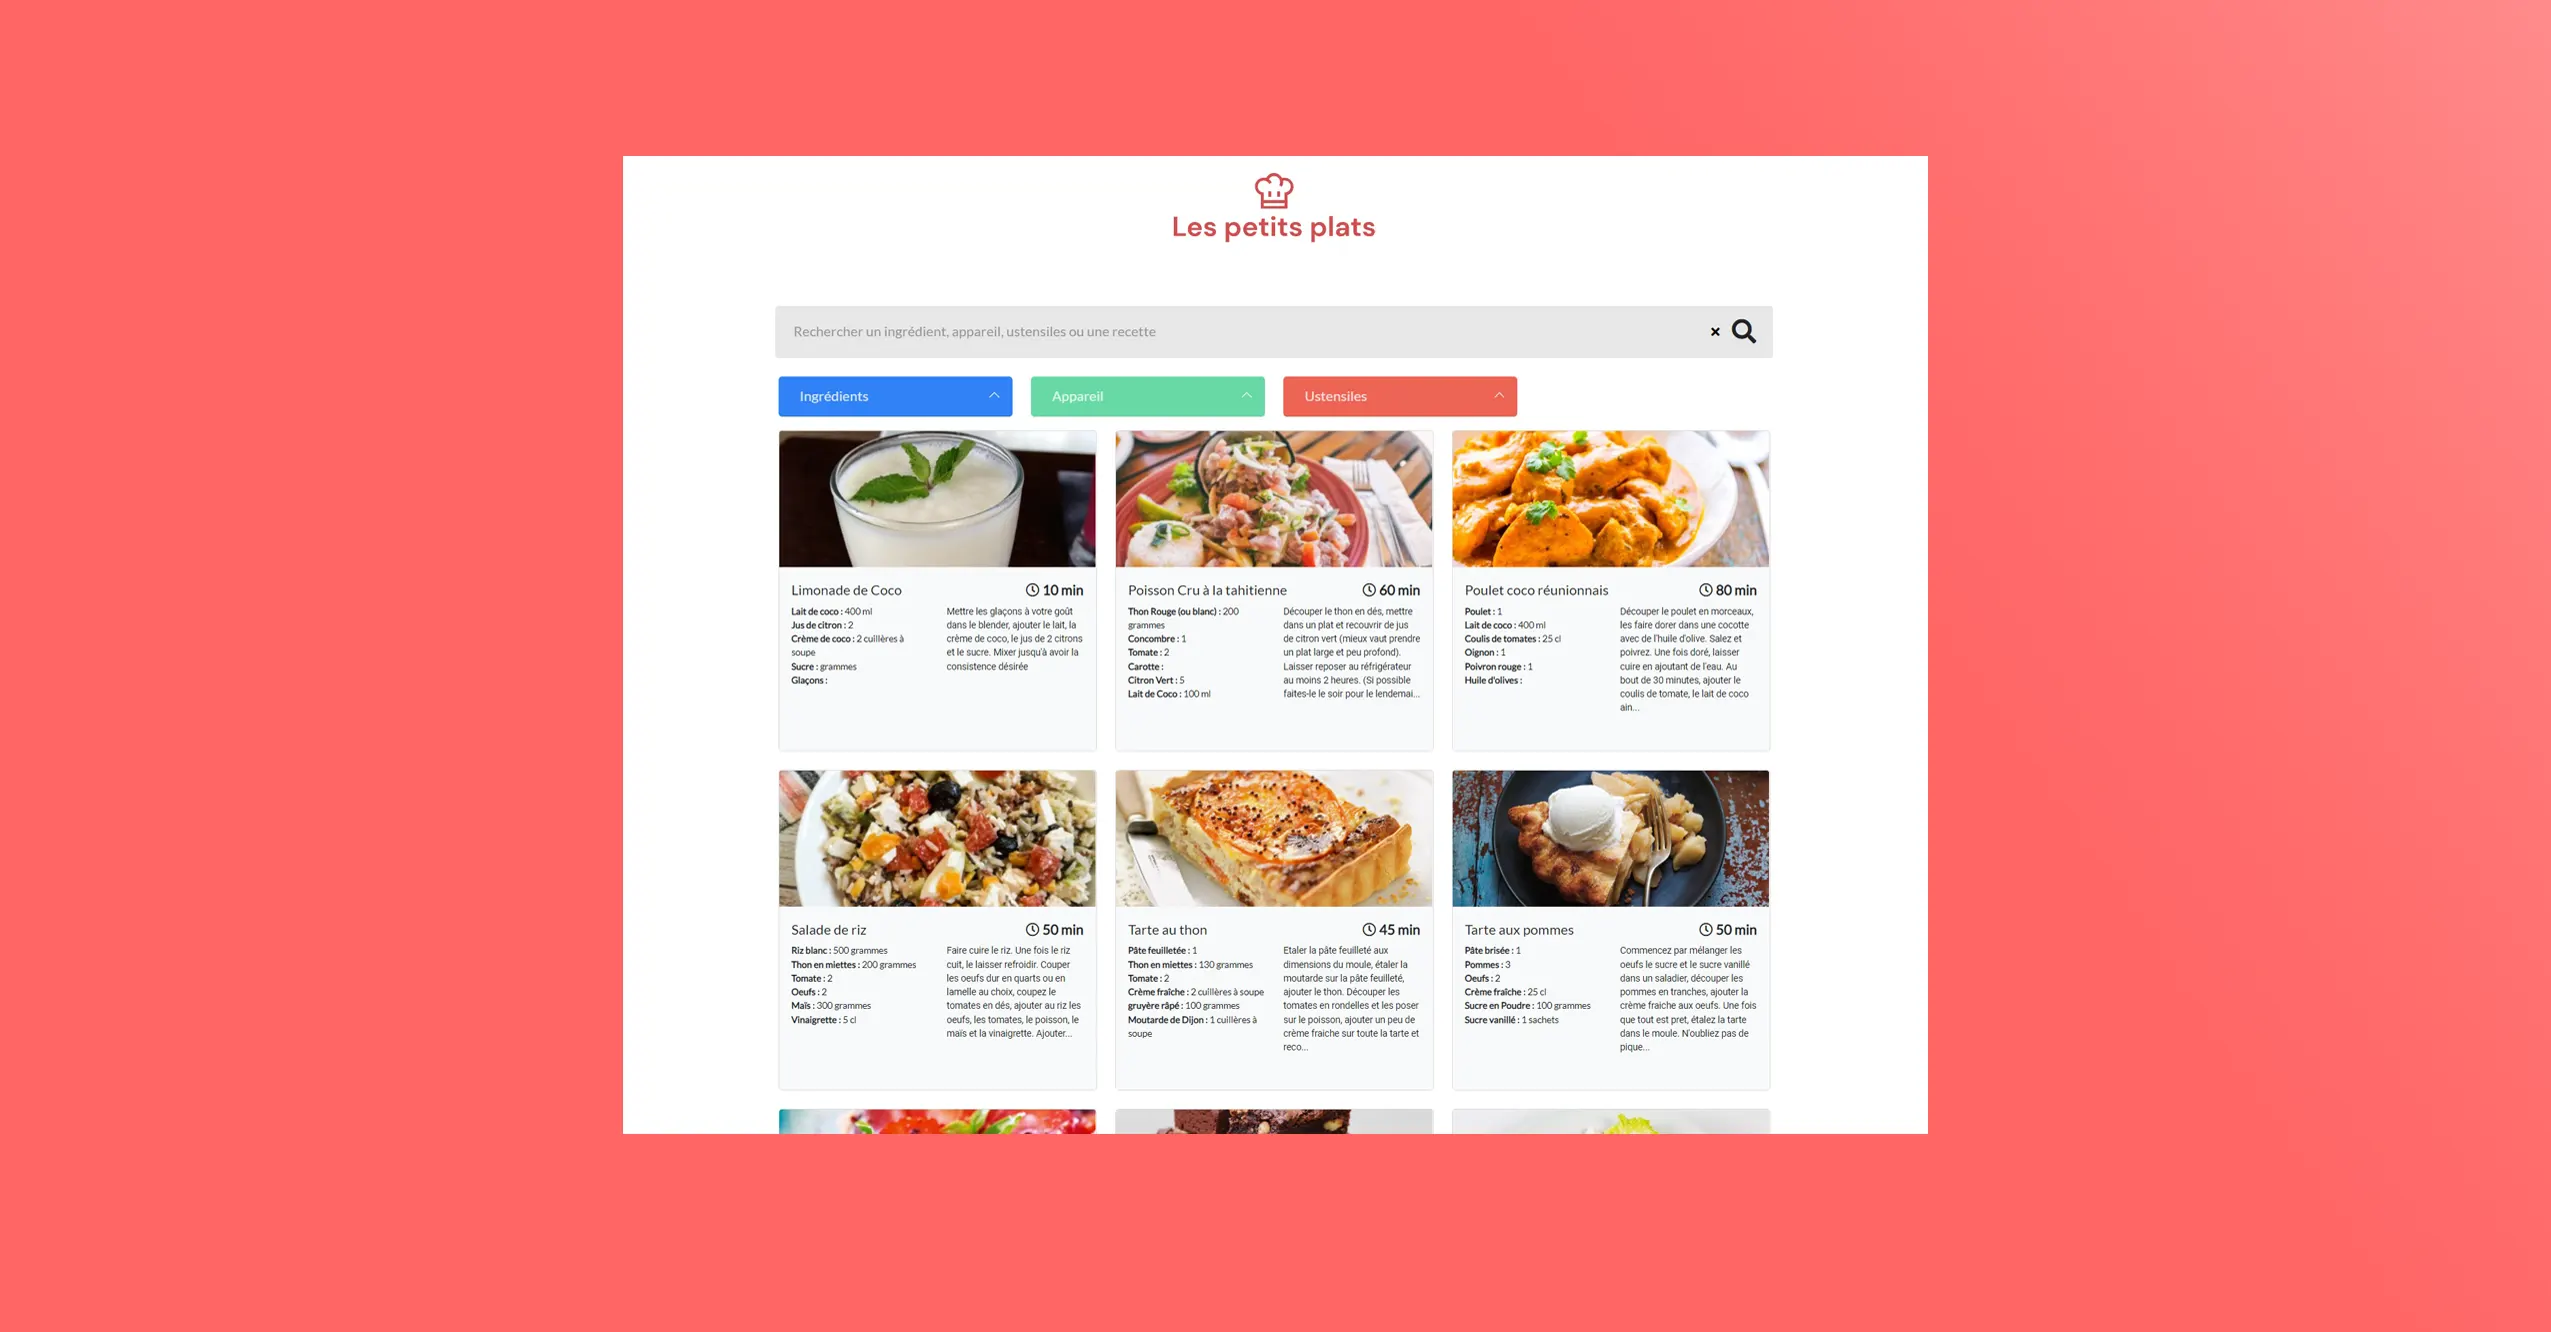 Les petits plats
Rechercher un ingrédient, appareil, ustensiles ou une recette
Ingrédients
Appareil
Ustensiles
Limonade de Coco
10 min
Lait de coco : 400 ml
Jus de citron : 2
Crème de coco : 2 cuillères à
soupe
Sucre : grammes
Glaçons :
Mettre les glaçons à votre goût
dans le blender, ajouter le lait, la
crème de coco, le jus de 2 citrons
et le sucre. Mixer jusqu'à avoir la
consistence désirée
Poisson Cru à la tahitienne
60 min
Thon Rouge (ou blanc) : 200
grammes
Concombre : 1
Tomate : 2
Carotte :
Citron Vert : 5
Lait de Coco : 100 ml
Découper le thon en dés, mettre
dans un plat et recouvrir de jus
de citron vert (mieux vaut prendre
un plat large et peu profond).
Laisser reposer au réfrigérateur
au moins 2 heures. (Si possible
faites-le le soir pour le lendemai...
Poulet coco réunionnais
80 min
Poulet : 1
Lait de coco : 400 ml
Coulis de tomates : 25 cl
Oignon : 1
Poivron rouge : 1
Huile d'olives :
Découper le poulet en morceaux,
les faire dorer dans une cocotte
avec de l'huile d'olive. Salez et
poivrez. Une fois doré, laisser
cuire en ajoutant de l'eau. Au
bout de 30 minutes, ajouter le
coulis de tomate, le lait de coco
ain...
Salade de riz
50 min
Riz blanc : 500 grammes
Thon en miettes : 200 grammes
Tomate : 2
Oeufs : 2
Maïs : 300 grammes
Vinaigrette : 5 cl
Faire cuire le riz. Une fois le riz
cuit, le laisser refroidir. Couper
les oeufs dur en quarts ou en
lamelle au choix, coupez le
tomates en dés, ajouter au riz les
oeufs, les tomates, le poisson, le
maïs et la vinaigrette. Ajouter...
Tarte au thon
45 min
Pâte feuilletée : 1
Thon en miettes : 130 grammes
Tomate : 2
Crème fraîche : 2 cuillères à soupe
gruyère râpé : 100 grammes
Moutarde de Dijon : 1 cuillères à
soupe
Etaler la pâte feuilleté aux
dimensions du moule, étaler la
moutarde sur la pâte feuilleté,
ajouter le thon. Découper les
tomates en rondelles et les poser
sur le poisson, ajouter un peu de
crème fraiche sur toute la tarte et
reco...
Tarte aux pommes
50 min
Pâte brisée : 1
Pommes : 3
Oeufs : 2
Crème fraîche : 25 cl
Sucre en Poudre : 100 grammes
Sucre vanillé : 1 sachets
Commencez par mélanger les
oeufs le sucre et le sucre vanillé
dans un saladier, découper les
pommes en tranches, ajouter la
crème fraiche aux oeufs. Une fois
que tout est pret, étalez la tarte
dans le moule. N'oubliez pas de
pique...